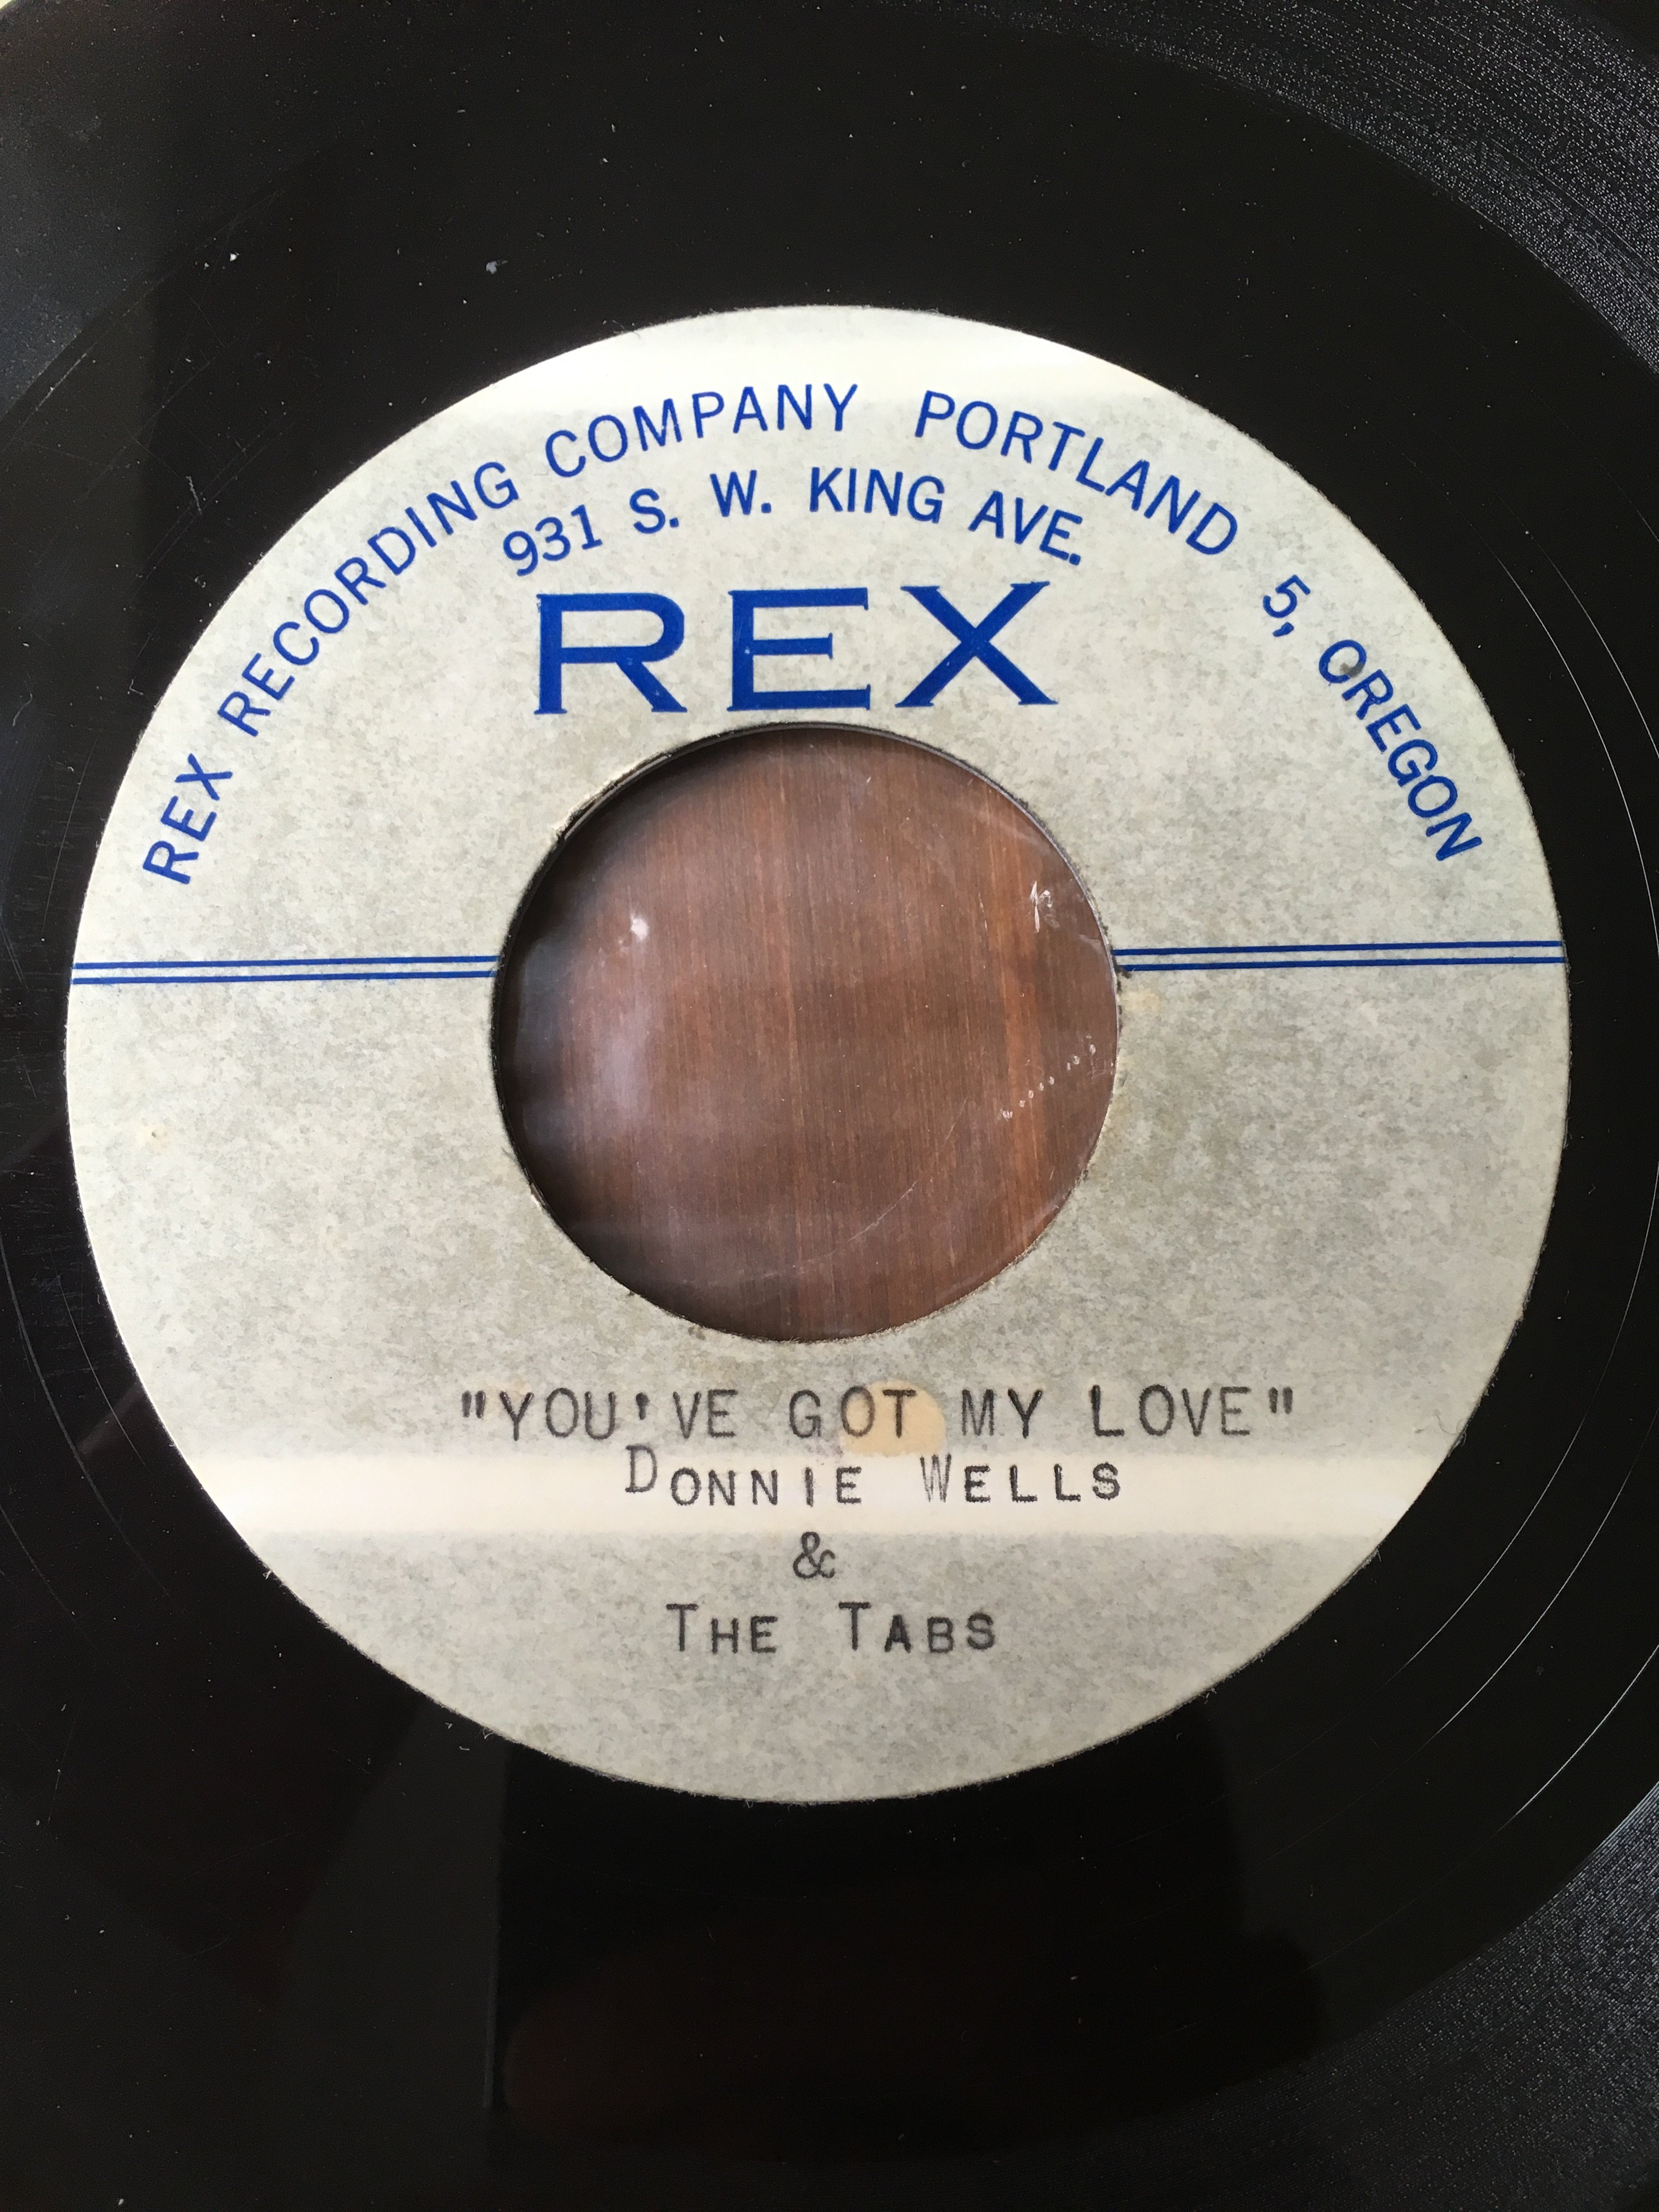 REX RECORDING COMPANY PORTLAND 5, OREGON
931 S. W. KING AVE.
REX
"YOU'VE GOT MY LOVE"
DONNIE WELLS
&
THE TABS